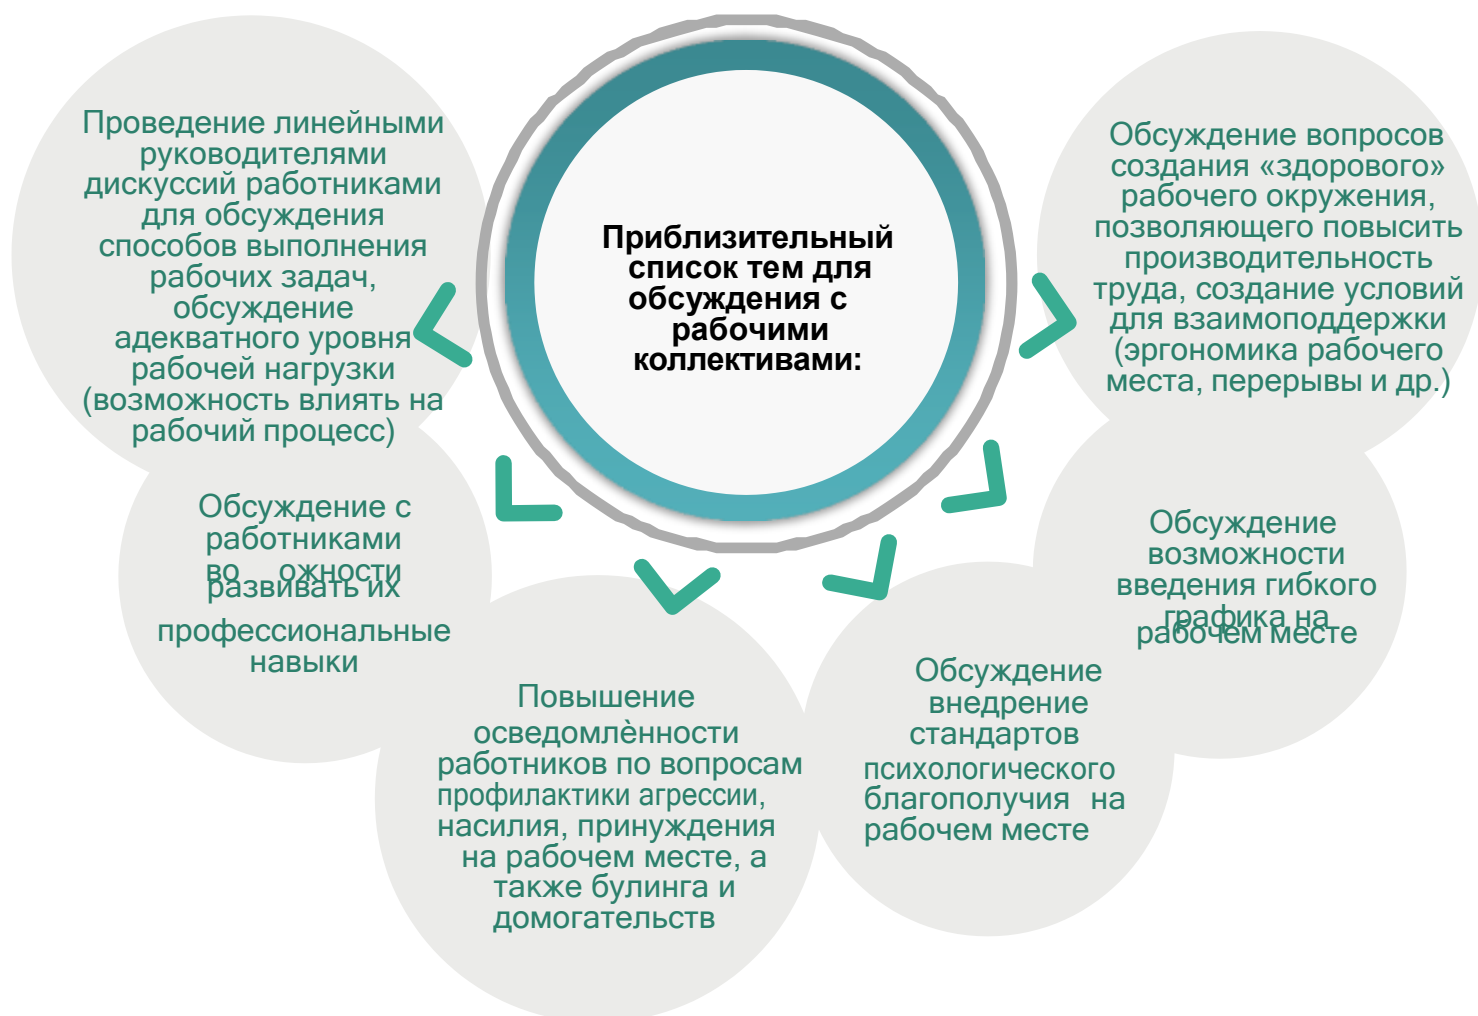 Приблизительный
список тем для
обсуждения с
рабочими
коллективами:
Проведение линейными
руководителями
дискуссий работниками
для обсуждения
способов выполнения
рабочих задач,
обсуждение
адекватного уровня
рабочей нагрузки
(возможность влиять на
рабочий процесс)
Обсуждение с
работниками
во ожности
развивать их
профессиональные
навыки
Повышение
осведомлѐнности
работников по вопросам
профилактики агрессии,
насилия, принуждения
на рабочем месте, а
также булинга и
домогательств
Обсуждение
внедрение
стандартов
психологического
благополучия на
рабочем месте
Обсуждение
возможности
введения гибкого
графика на
рабочем месте
Обсуждение вопросов
создания «здорового»
рабочего окружения,
позволяющего повысить
производительность
труда, создание условий
для взаимоподдержки
(эргономика рабочего
места, перерывы и др.)